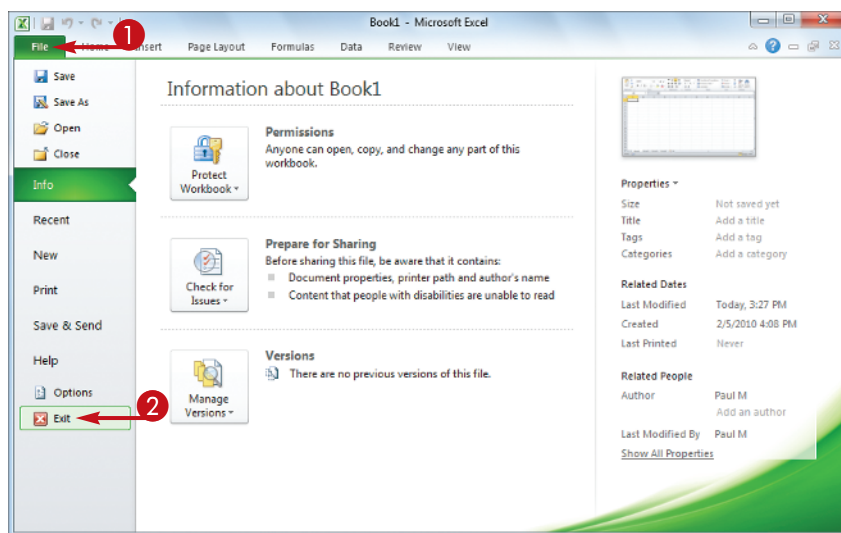 Book1 - Microsoft Excel
File Home Insert Page Layout Formulas Data Review View
1
Save
Save As
Open
Close
Info
Recent
New
Print
Save & Send
Help
Options
Exit
2
Information about Book1
Protect
Workbook
Permissions
Anyone can open, copy, and change any part of this
workbook.
Check for
Issues
Prepare for Sharing
Before sharing this file, be aware that it contains:
Document properties, printer path and author's name
Content that people with disabilities are unable to read
Manage
Versions
Versions
There are no previous versions of this file.
Properties
Size Not saved yet
Title Add a title
Tags Add a tag
Categories Add a category
Related Dates
Last Modified Today, 3:27 PM
Created 2/5/2010 4:08 PM
Last Printed Never
Related People
Author Paul M
Add an author
Last Modified By Paul M
Show All Properties